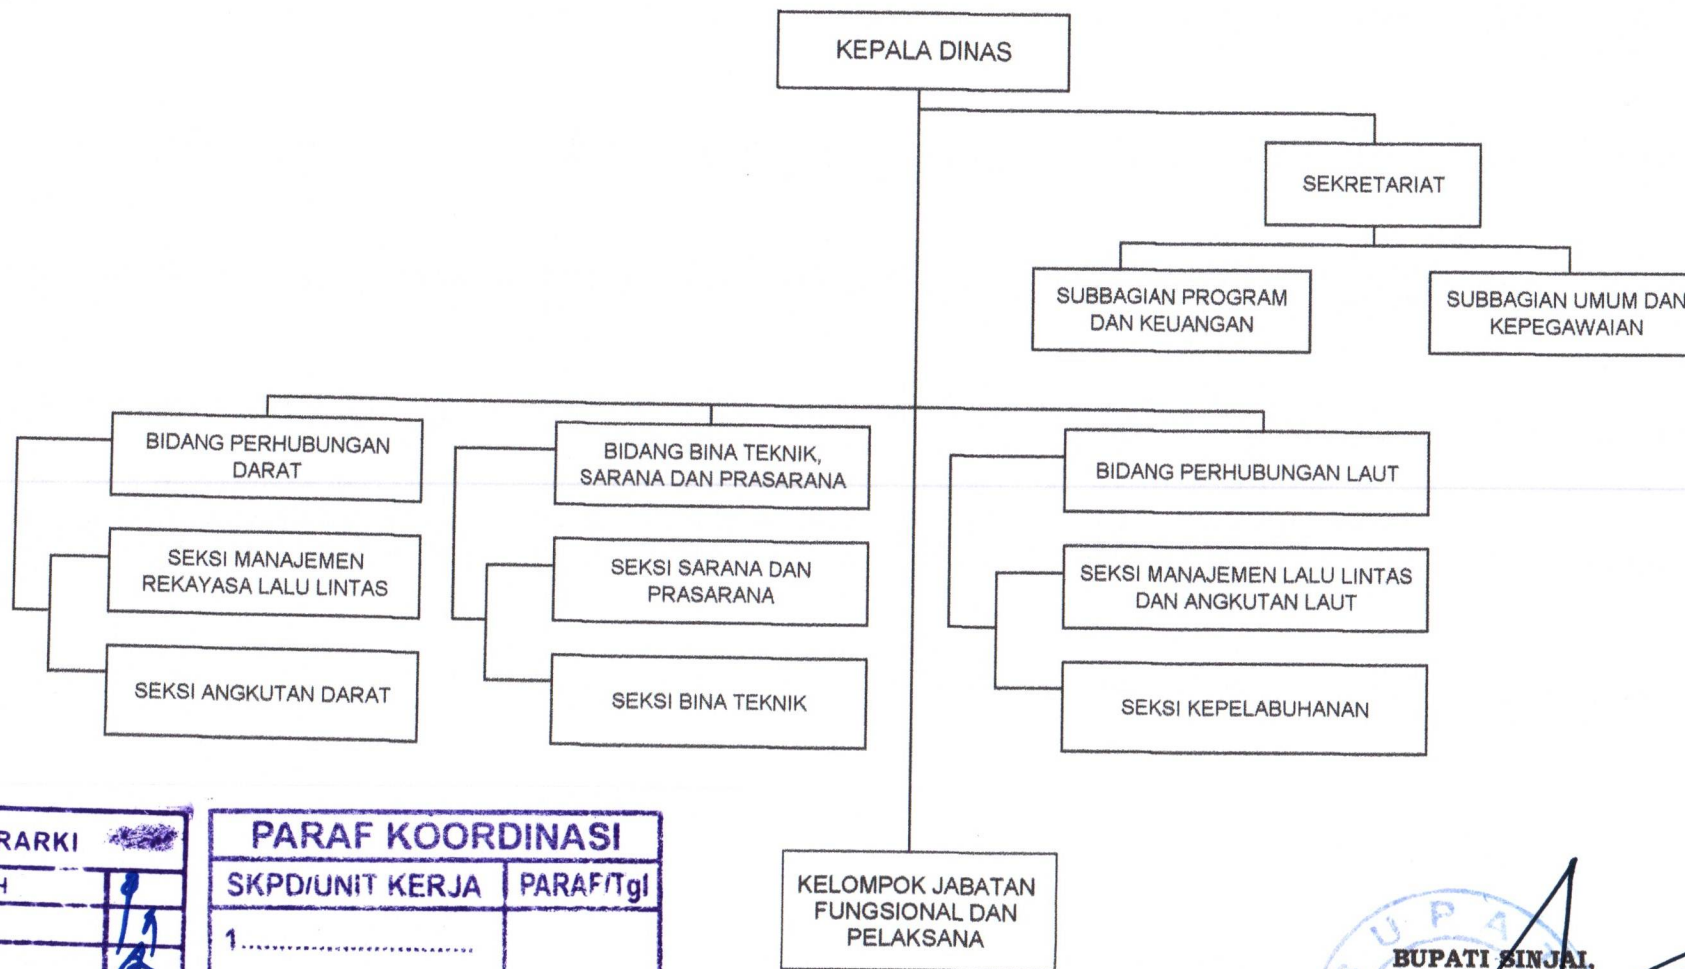 KEPALA DINAS
SEKRETARIAT
SUBBAGIAN PROGRAM
DAN KEUANGAN
SUBBAGIAN UMUM DAN
KEPEGAWAIAN
BIDANG PERHUBUNGAN
DARAT
BIDANG BINA TEKNIK,
SARANA DAN PRASARANA
BIDANG PERHUBUNGAN LAUT
SEKSI MANAJEMEN
REKAYASA LALU LINTAS
SEKSI SARANA DAN
PRASARANA
SEKSI MANAJEMEN LALU LINTAS
DAN ANGKUTAN LAUT
SEKSI ANGKUTAN DARAT
SEKSI BINA TEKNIK
SEKSI KEPELABUHANAN
RARKI
H
PARAF KOORDINASI
SKPD/UNIT KERJA
PARAF/Tgl
1..............................
KELOMPOK JABATAN
FUNGSIONAL DAN
PELAKSANA
UPA
BUPATI SINJAI,